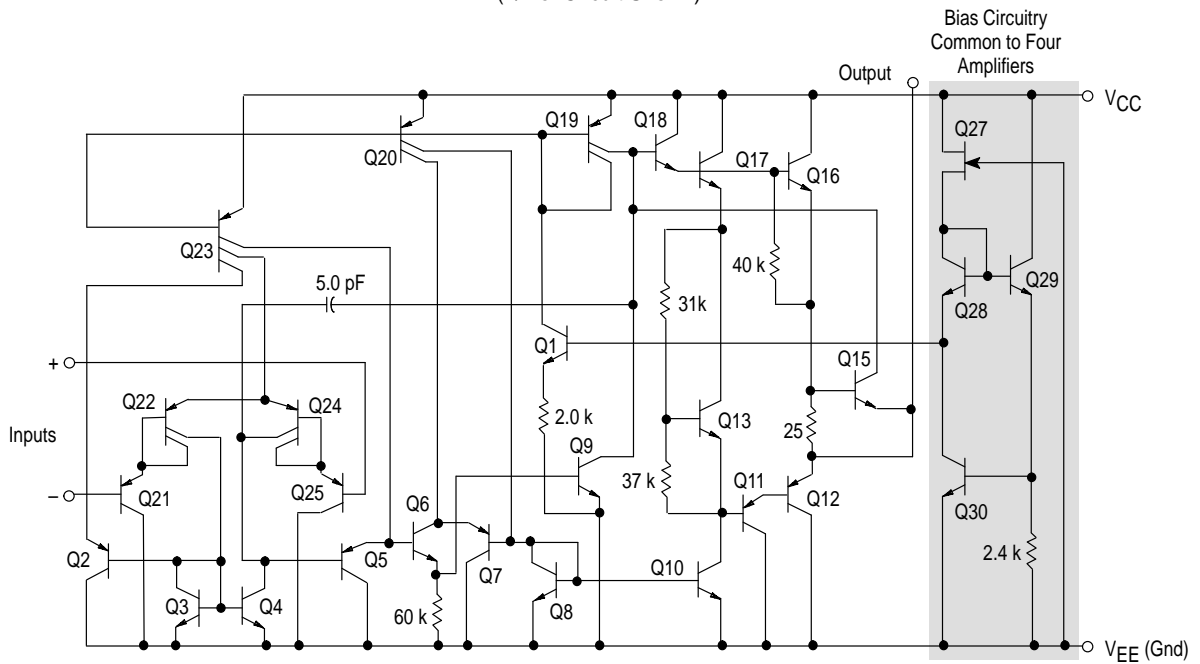 Bias Circuitry
Common to Four
Amplifiers
Output
VCC
Q19
Q18
Q27
Q20
Q17
Q16
Q23
40 k
Q29
5.0 pF
31k
Q28
Q1
+
Q15
Q22
Q24
2.0 k
Q13
25
Inputs
Q9
37 k
Q11
–
Q21
Q25
Q12
Q6
Q30
Q2
Q5
Q7
Q10
2.4 k
Q3
Q4
60 k
Q8
VEE (Gnd)